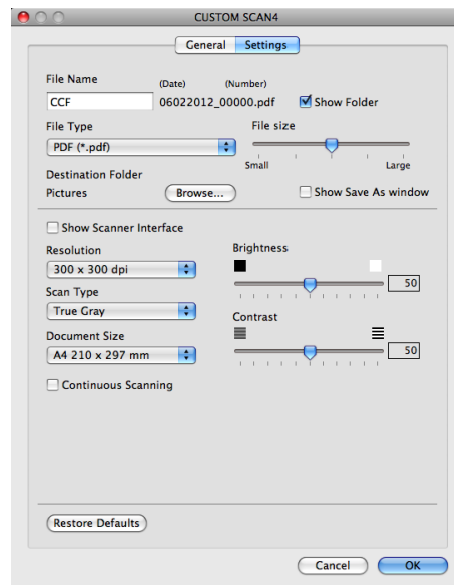 CUSTOM SCAN4
General Settings
File Name (Date) (Number)
CCF 06022012_00000.pdf Show Folder
File Type File size
PDF (*.pdf)
Small Large
Destination Folder
Pictures Browse... Show Save As window
Show Scanner Interface
Resolution Brightness
300 x 300 dpi 50
Scan Type
True Gray Contrast
Document Size
A4 210 x 297 mm 50
Continuous Scanning
Restore Defaults
Cancel OK